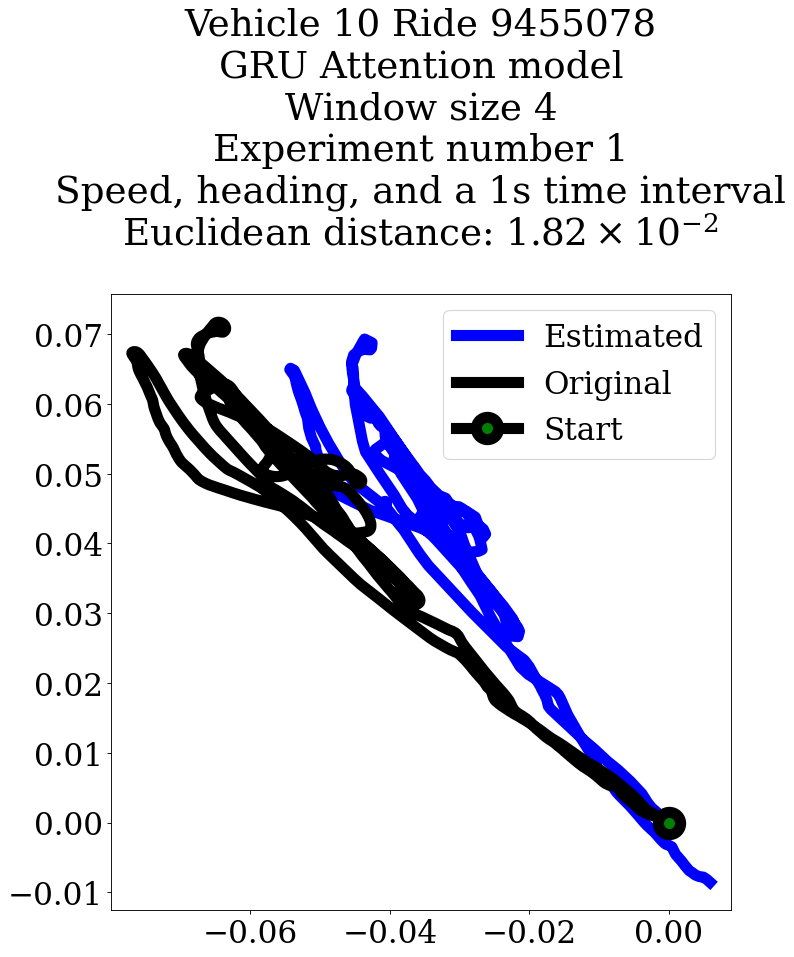 Vehicle 10 Ride 9455078
GRU Attention model
Window size 4
Experiment number 1
Speed, heading, and a 1s time interval
Euclidean distance: 1.82 × 10⁻²
Estimated
Original
Start
0.07
0.06
0.05
0.04
0.03
0.02
0.01
0.00
−0.01
−0.06 −0.04 −0.02 0.00